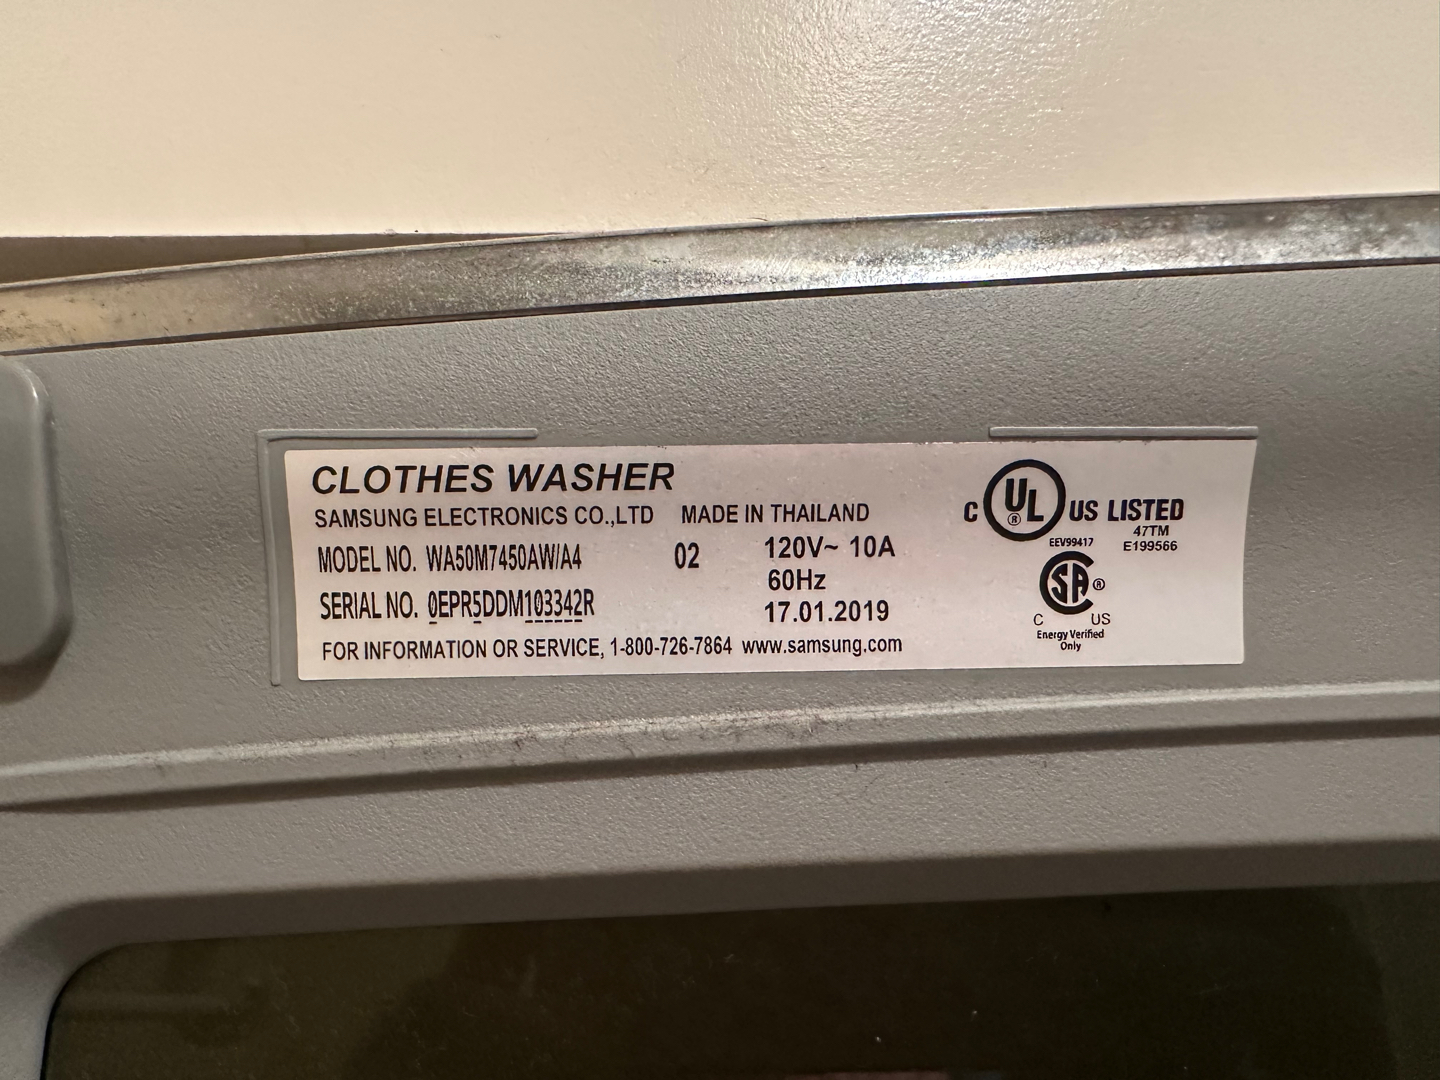 CLOTHES WASHER
SAMSUNG ELECTRONICS CO.,LTD MADE IN THAILAND
MODEL NO. WA50M7450AW/A4 02 120V~ 10A
60Hz
SERIAL NO. 0EPR5DDM103342R 17.01.2019
FOR INFORMATION OR SERVICE, 1-800-726-7864 www.samsung.com
C UL ® US LISTED
47TM
EEV99417 E199566
SA ®
C US
Energy Verified
Only